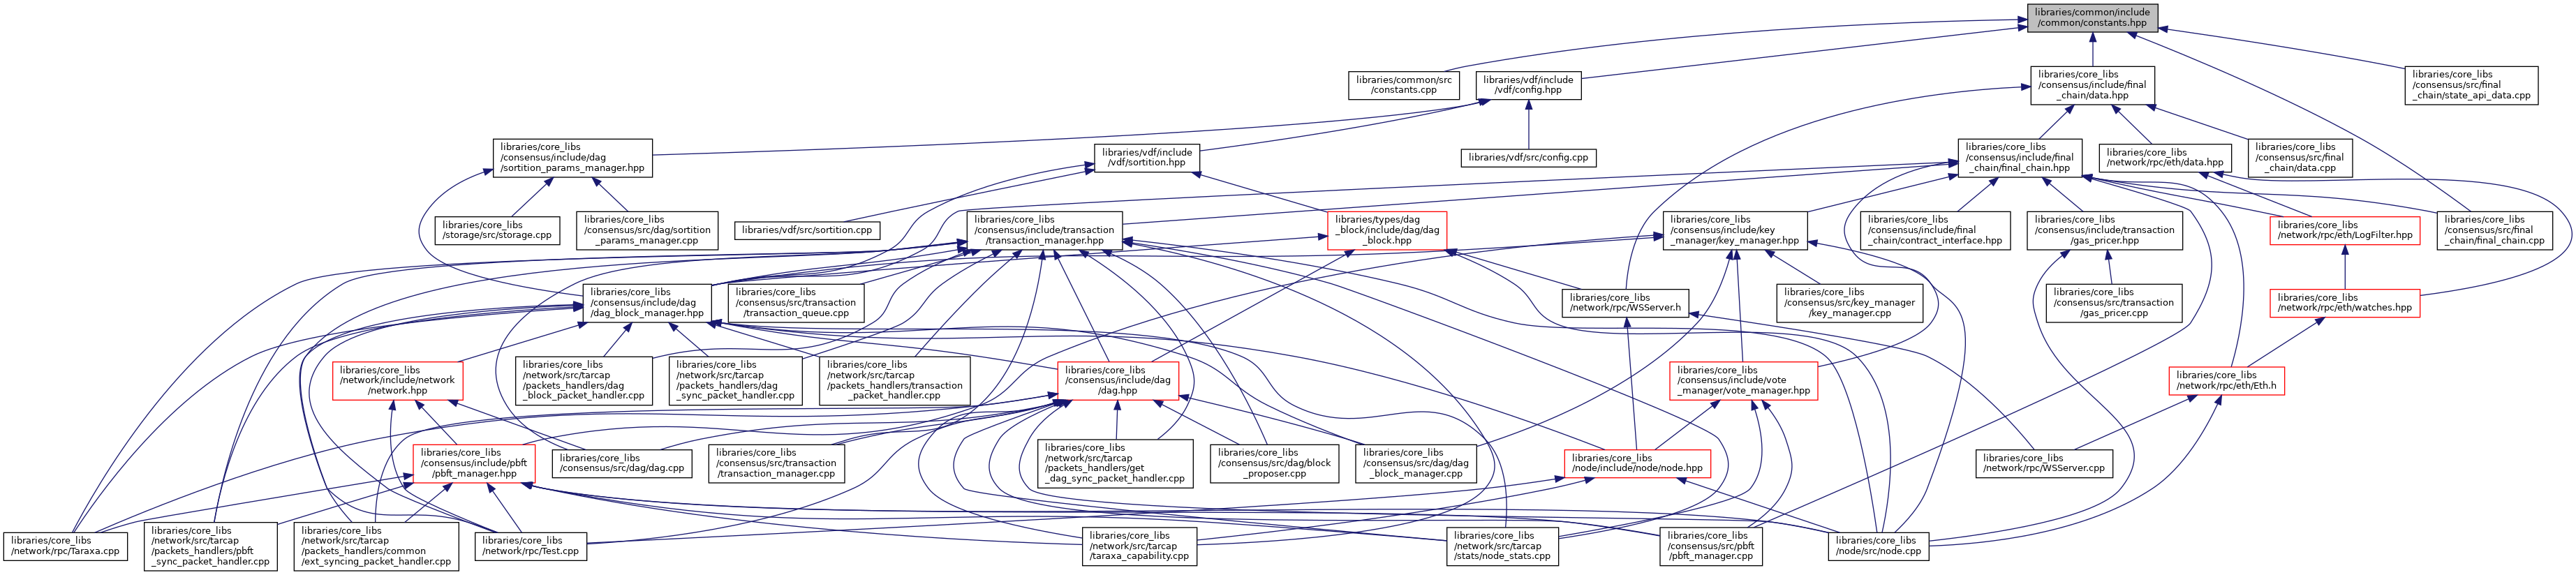 libraries/common/include
/common/constants.hpp
libraries/common/src
/constants.cpp
libraries/vdf/include
/vdf/config.hpp
libraries/core_libs
/consensus/include/final
_chain/data.hpp
libraries/core_libs
/consensus/src/final
_chain/state_api_data.cpp
libraries/core_libs
/consensus/include/dag
/sortition_params_manager.hpp
libraries/vdf/include
/vdf/sortition.hpp
libraries/vdf/src/config.cpp
libraries/core_libs
/consensus/include/final
_chain/final_chain.hpp
libraries/core_libs
/network/rpc/eth/data.hpp
libraries/core_libs
/consensus/src/final
_chain/data.cpp
libraries/core_libs
/storage/src/storage.cpp
libraries/core_libs
/consensus/src/dag/sortition
_params_manager.cpp
libraries/vdf/src/sortition.cpp
libraries/core_libs
/consensus/include/transaction
/transaction_manager.hpp
libraries/types/dag
_block/include/dag/dag
_block.hpp
libraries/core_libs
/consensus/include/key
_manager/key_manager.hpp
libraries/core_libs
/consensus/include/final
_chain/contract_interface.hpp
libraries/core_libs
/consensus/include/transaction
/gas_pricer.hpp
libraries/core_libs
/network/rpc/eth/LogFilter.hpp
libraries/core_libs
/consensus/src/final
_chain/final_chain.cpp
libraries/core_libs
/consensus/include/dag
/dag_block_manager.hpp
libraries/core_libs
/consensus/src/transaction
/transaction_queue.cpp
libraries/core_libs
/network/rpc/WSServer.h
libraries/core_libs
/consensus/src/key_manager
/key_manager.cpp
libraries/core_libs
/consensus/src/transaction
/gas_pricer.cpp
libraries/core_libs
/network/rpc/eth/watches.hpp
libraries/core_libs
/network/include/network
/network.hpp
libraries/core_libs
/network/src/tarcap
/packets_handlers/dag
_block_packet_handler.cpp
libraries/core_libs
/network/src/tarcap
/packets_handlers/dag
_sync_packet_handler.cpp
libraries/core_libs
/network/src/tarcap
/packets_handlers/transaction
_packet_handler.cpp
libraries/core_libs
/consensus/include/dag
/dag.hpp
libraries/core_libs
/consensus/include/vote
_manager/vote_manager.hpp
libraries/core_libs
/network/rpc/eth/Eth.h
libraries/core_libs
/consensus/include/pbft
/pbft_manager.hpp
libraries/core_libs
/consensus/src/dag/dag.cpp
libraries/core_libs
/consensus/src/transaction
/transaction_manager.cpp
libraries/core_libs
/network/src/tarcap
/packets_handlers/get
_dag_sync_packet_handler.cpp
libraries/core_libs
/consensus/src/dag/block
_proposer.cpp
libraries/core_libs
/consensus/src/dag/dag
_block_manager.cpp
libraries/core_libs
/node/include/node/node.hpp
libraries/core_libs
/network/rpc/WSServer.cpp
libraries/core_libs
/network/rpc/Taraxa.cpp
libraries/core_libs
/network/src/tarcap
/packets_handlers/pbft
_sync_packet_handler.cpp
libraries/core_libs
/network/src/tarcap
/packets_handlers/common
/ext_syncing_packet_handler.cpp
libraries/core_libs
/network/rpc/Test.cpp
libraries/core_libs
/network/src/tarcap
/taraxa_capability.cpp
libraries/core_libs
/network/src/tarcap
/stats/node_stats.cpp
libraries/core_libs
/consensus/src/pbft
/pbft_manager.cpp
libraries/core_libs
/node/src/node.cpp